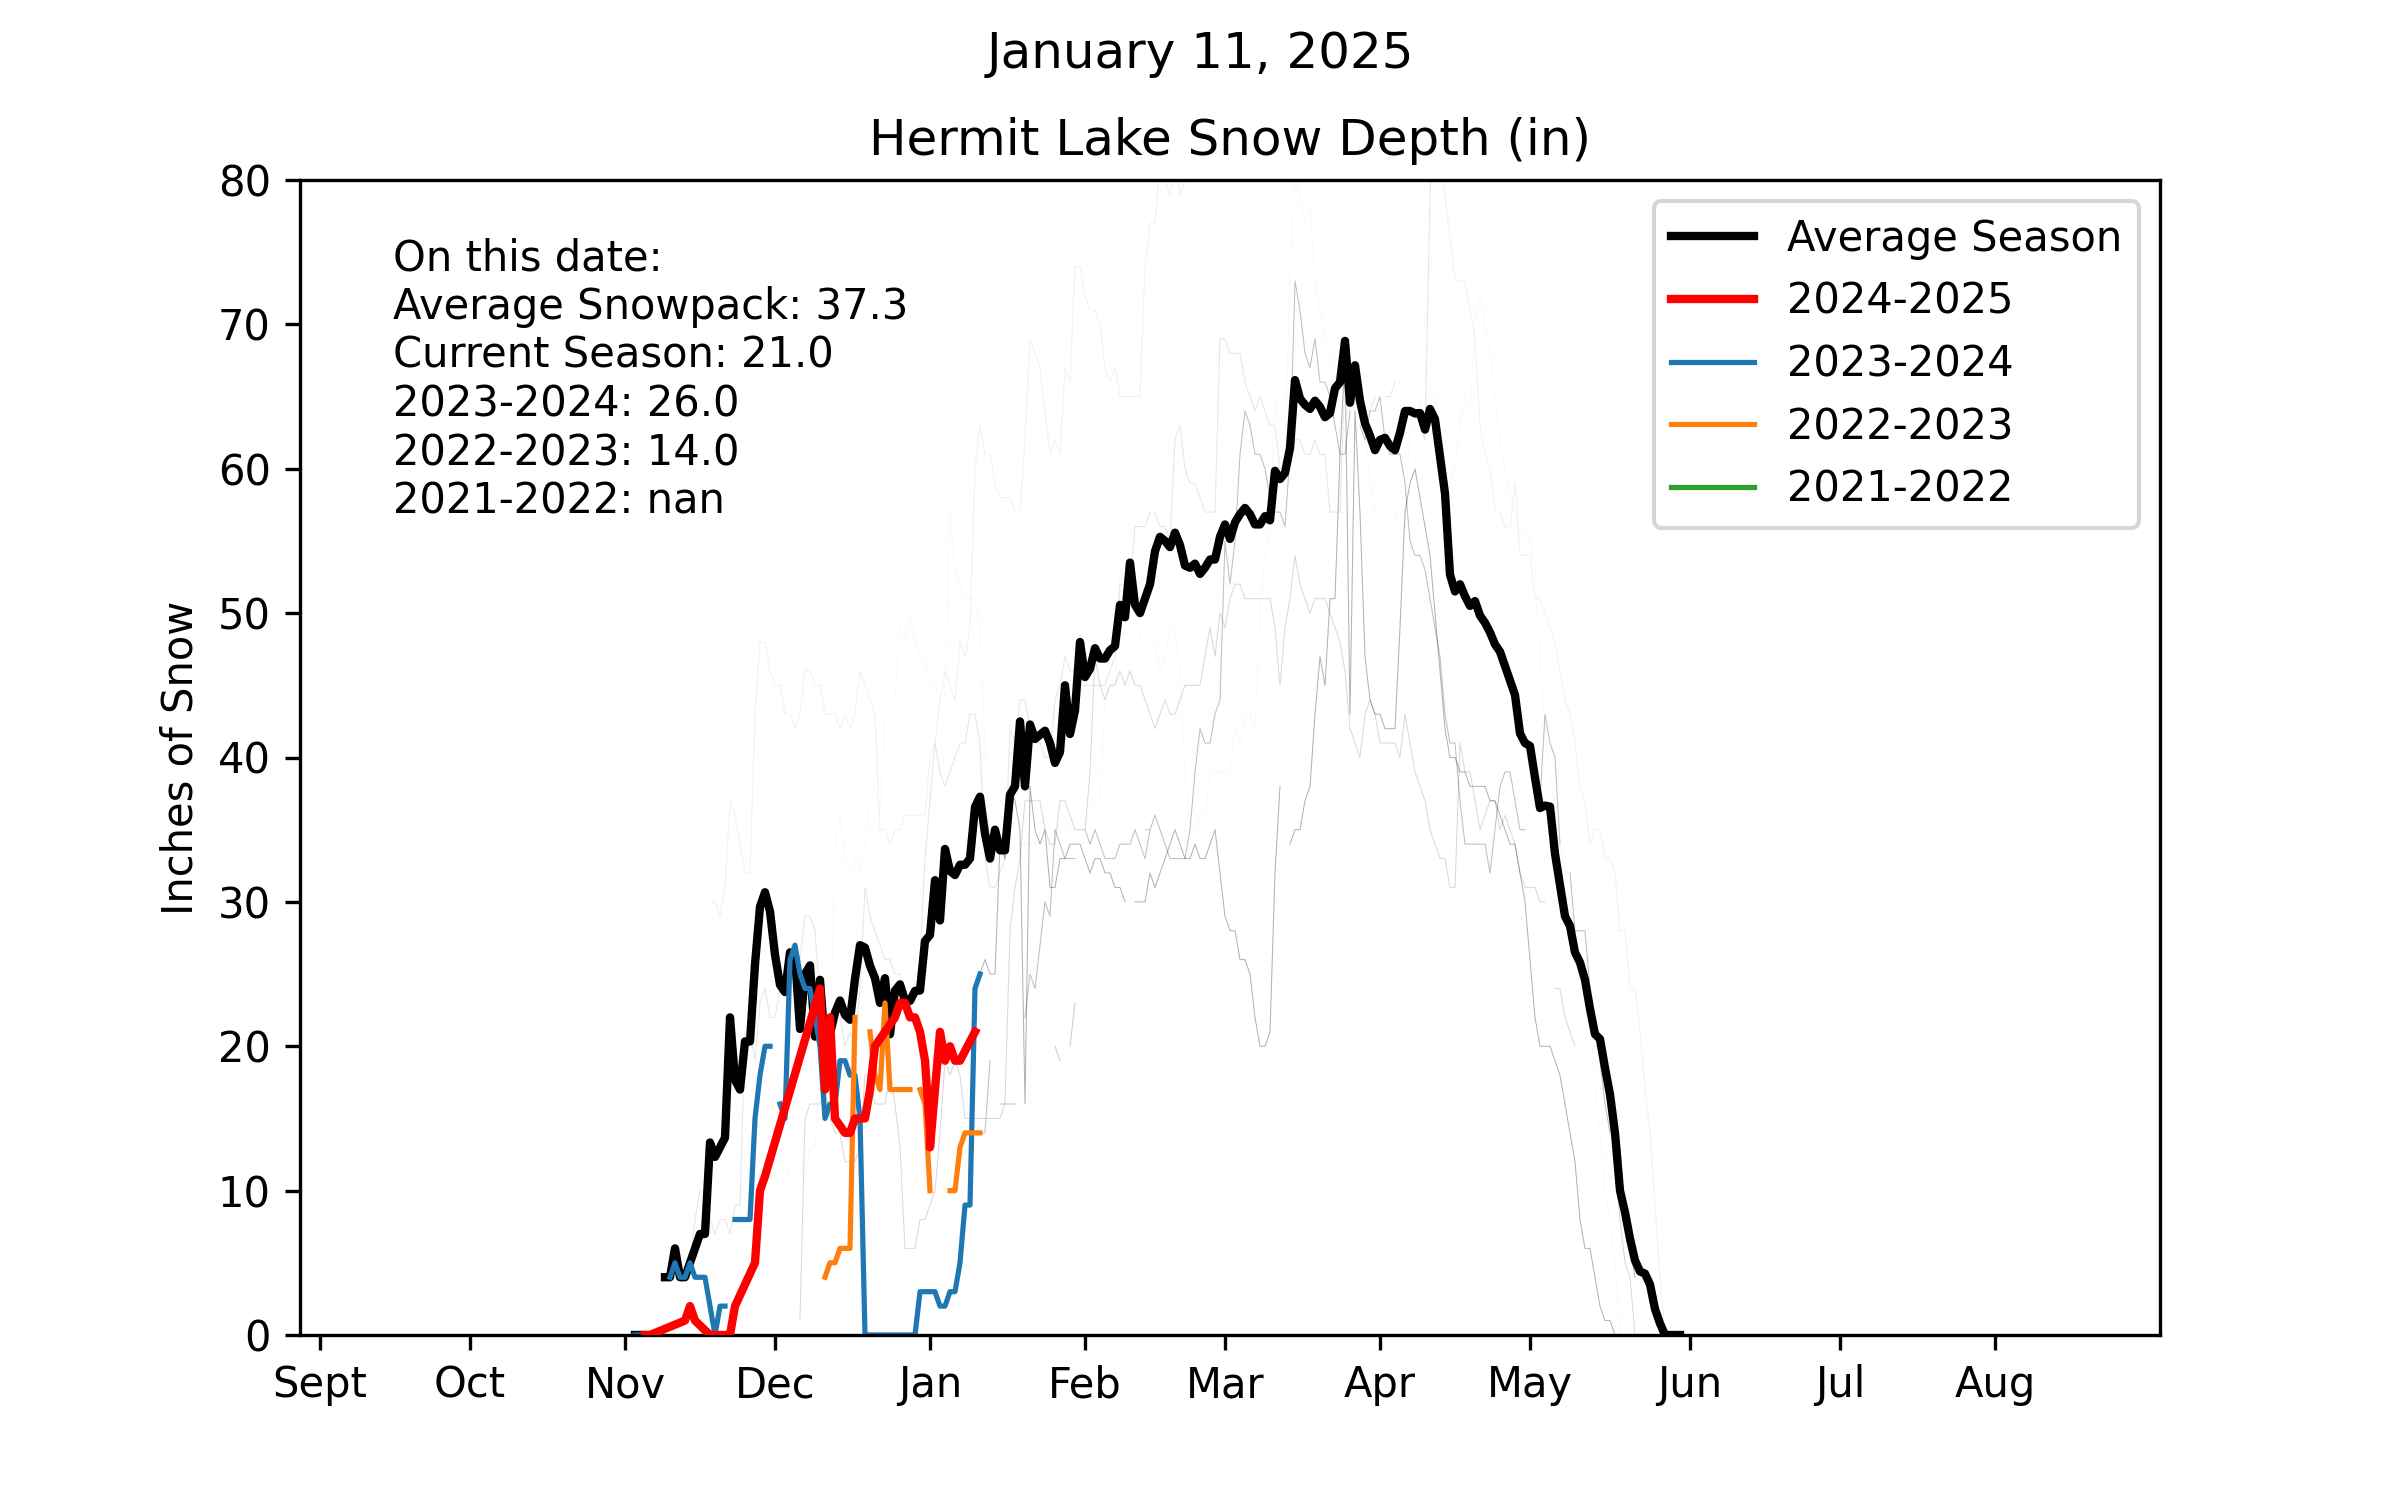 January 11, 2025
Hermit Lake Snow Depth (in)
80
70
60
50
40
30
20
10
0
Inches of Snow
On this date:
Average Snowpack: 37.3
Current Season: 21.0
2023-2024: 26.0
2022-2023: 14.0
2021-2022: nan
Average Season
2024-2025
2023-2024
2022-2023
2021-2022
Sept Oct Nov Dec Jan Feb Mar Apr May Jun Jul Aug